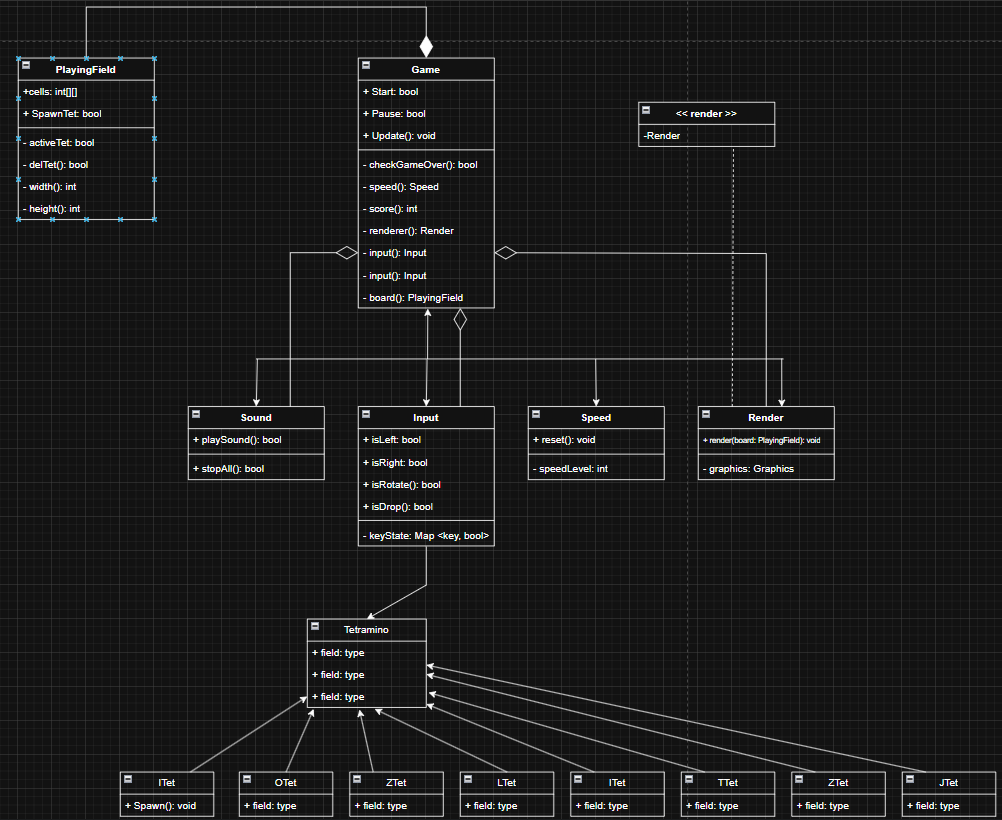 PlayingField
+cells: int[][]
+ SpawnTet: bool
- activeTet: bool
- delTet(): bool
- width(): int
- height(): int
Game
+ Start: bool
+ Pause: bool
+ Update(): void
- checkGameOver(): bool
- speed(): Speed
- score(): int
- renderer(): Render
- input(): Input
- input(): Input
- board(): PlayingField
<< render >>
-Render
Sound
+ playSound(): bool
+ stopAll(): bool
Input
+ isLeft: bool
+ isRight: bool
+ isRotate(): bool
+ isDrop(): bool
- keyState: Map <key, bool>
Speed
+ reset(): void
- speedLevel: int
Render
+ render(board: PlayingField): void
- graphics: Graphics
Tetramino
+ field: type
+ field: type
+ field: type
ITet
+ Spawn(): void
OTet
+ field: type
ZTet
+ field: type
LTet
+ field: type
ITet
+ field: type
TTet
+ field: type
ZTet
+ field: type
JTet
+ field: type